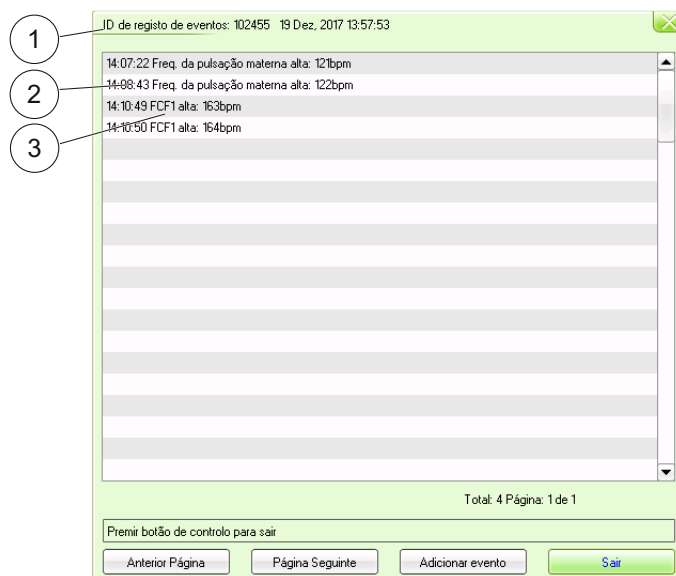 ID de registo de eventos: 102455 19 Dez, 2017 13:57:53
1
14:07:22 Freq. da pulsação materna alta: 121bpm
2
14:08:43 Freq. da pulsação materna alta: 122bpm
14:10:49 FCF1 alta: 163bpm
3
14:10:50 FCF1 alta: 164bpm
Total: 4 Página: 1 de 1
Premir botão de controlo para sair
Anterior Página Página Seguinte Adicionar evento Sair